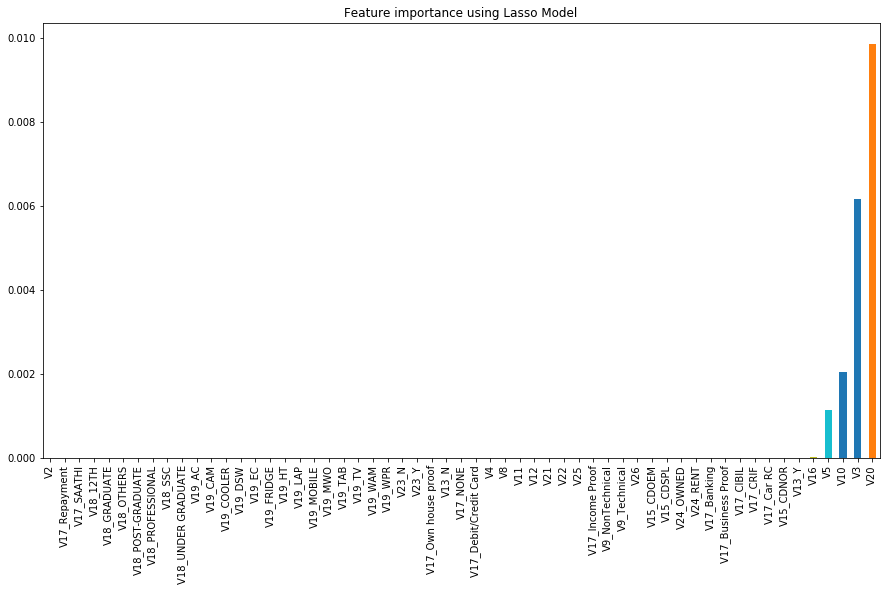 Feature importance using Lasso Model
0.010
0.008
0.006
0.004
0.002
0.000
V2
V17_Repayment
V17_SAATHI
V18_12TH
V18_GRADUATE
V18_OTHERS
V18_POST-GRADUATE
V18_PROFESSIONAL
V18_SSC
V18_UNDER GRADUATE
V19_AC
V19_CAM
V19_COOLER
V19_DSW
V19_EC
V19_FRIDGE
V19_HT
V19_LAP
V19_MOBILE
V19_MWO
V19_TAB
V19_TV
V19_WAM
V19_WPR
V23_N
V23_Y
V17_Own house proof
V13_N
V17_NONE
V17_Debit/Credit Card
V4
V8
V11
V12
V21
V22
V25
V17_Income Proof
V9_NonTechnical
V9_Technical
V26
V15_CDOEM
V15_CDSPL
V24_OWNED
V24_RENT
V17_Banking
V17_Business Proof
V17_CIBIL
V17_CRIF
V17_Car RC
V15_CDNOR
V13_Y
V16
V5
V10
V3
V20